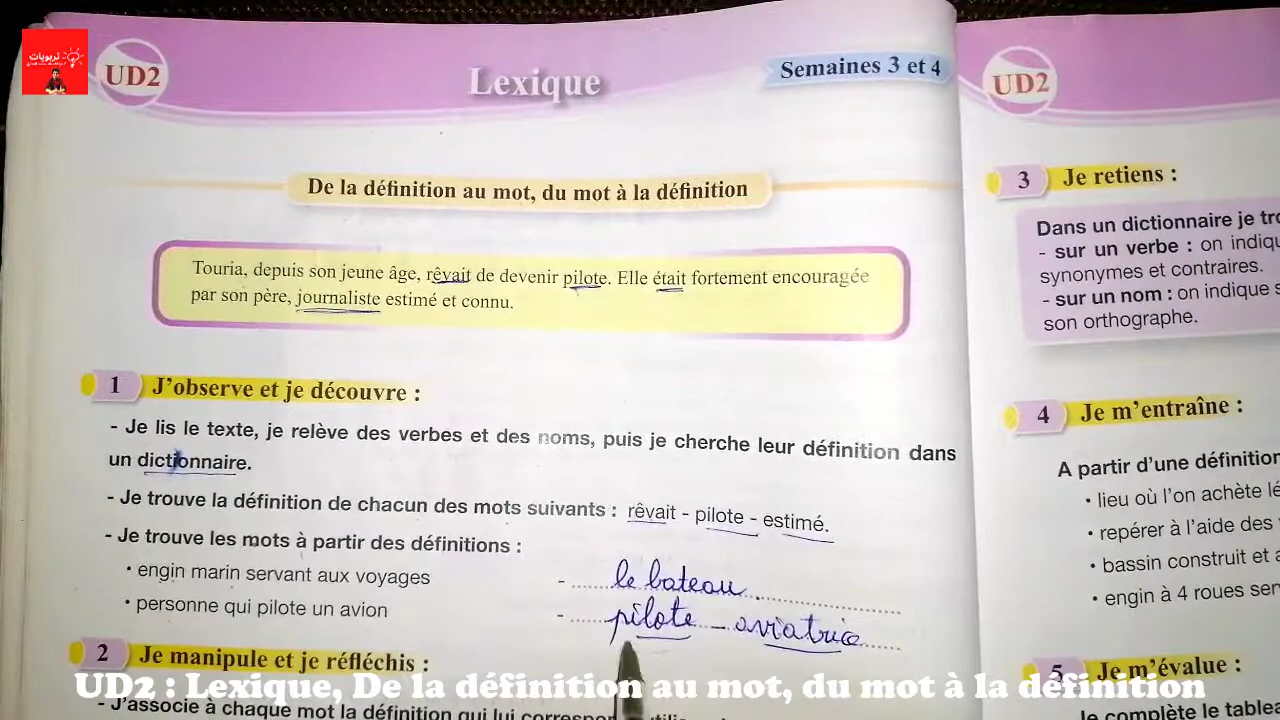 تربويات
UD2
Lexique
Semaines 3 et 4
De la définition au mot, du mot à la définition
Touria, depuis son jeune âge, rêvait de devenir pilote. Elle était fortement encouragée
par son père, journaliste estimé et connu.
1 J'observe et je découvre :
- Je lis le texte, je relève des verbes et des noms, puis je cherche leur définition dans
un dictionnaire.
- Je trouve la définition de chacun des mots suivants : rêvait - pilote - estimé.
- Je trouve les mots à partir des définitions :
• engin marin servant aux voyages - le bateau
• personne qui pilote un avion - pilote - aviatrice
2 Je manipule et je réfléchis :
- J'associe à chaque mot la définition qui lui
UD2
3 Je retiens :
Dans un dictionnaire je
- sur un verbe : on
synonymes et contraires.
- sur un nom : on indique
son orthographe.
4 Je m'entraîne :
A partir d'une définition
• lieu où l'on achète
• repérer à l'aide des
• bassin construit et
• engin à 4 roues
5 Je m'évalue :
Je complète le
UD2 : Lexique, De la définition au mot, du mot à la définition